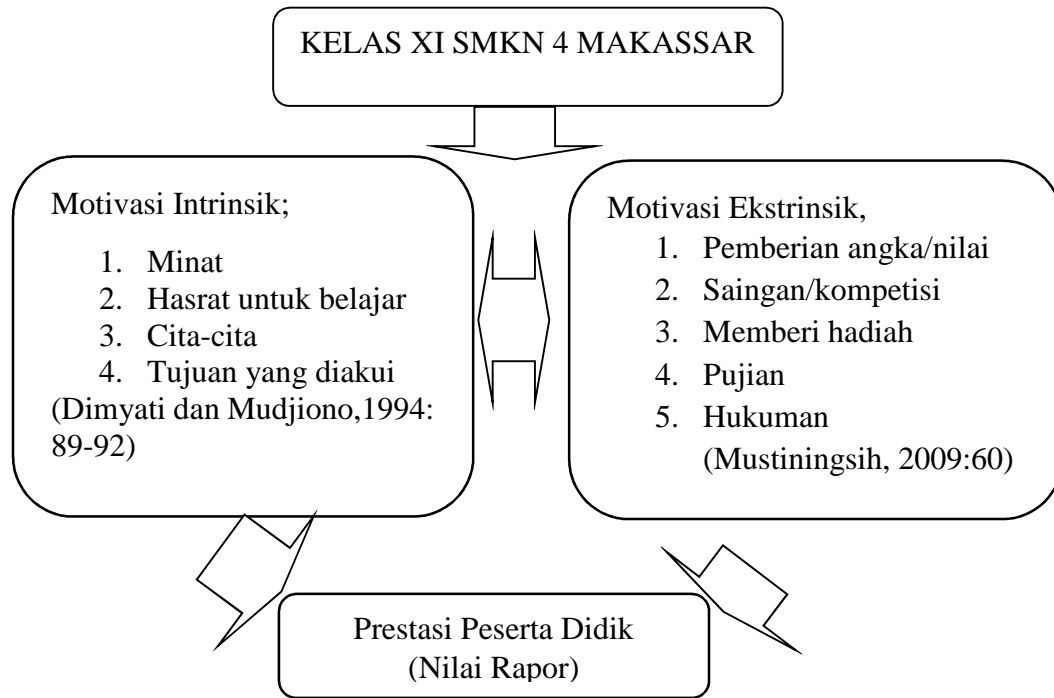 KELAS XI SMKN 4 MAKASSAR
Motivasi Intrinsik;
1. Minat
2. Hasrat untuk belajar
3. Cita-cita
4. Tujuan yang diakui
(Dimyati dan Mudjiono,1994:
89-92)
Motivasi Ekstrinsik,
1. Pemberian angka/nilai
2. Saingan/kompetisi
3. Memberi hadiah
4. Pujian
5. Hukuman
(Mustiningsih, 2009:60)
Prestasi Peserta Didik
(Nilai Rapor)